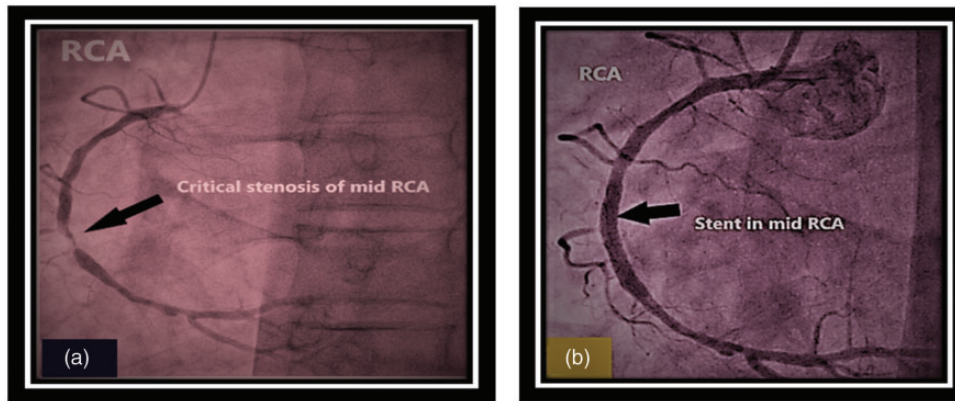 RCA
Critical stenosis of mid RCA
(a)
RCA
Stent in mid RCA
(b)